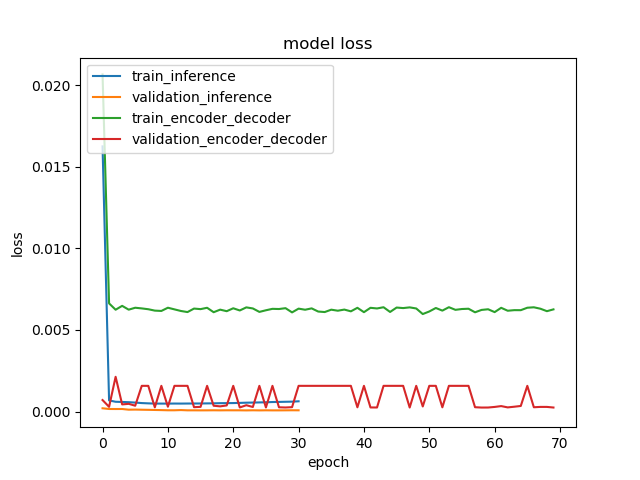 model loss
train_inference
validation_inference
train_encoder_decoder
validation_encoder_decoder
0.020
0.015
0.010
0.005
0.000
loss
0 10 20 30 40 50 60 70
epoch